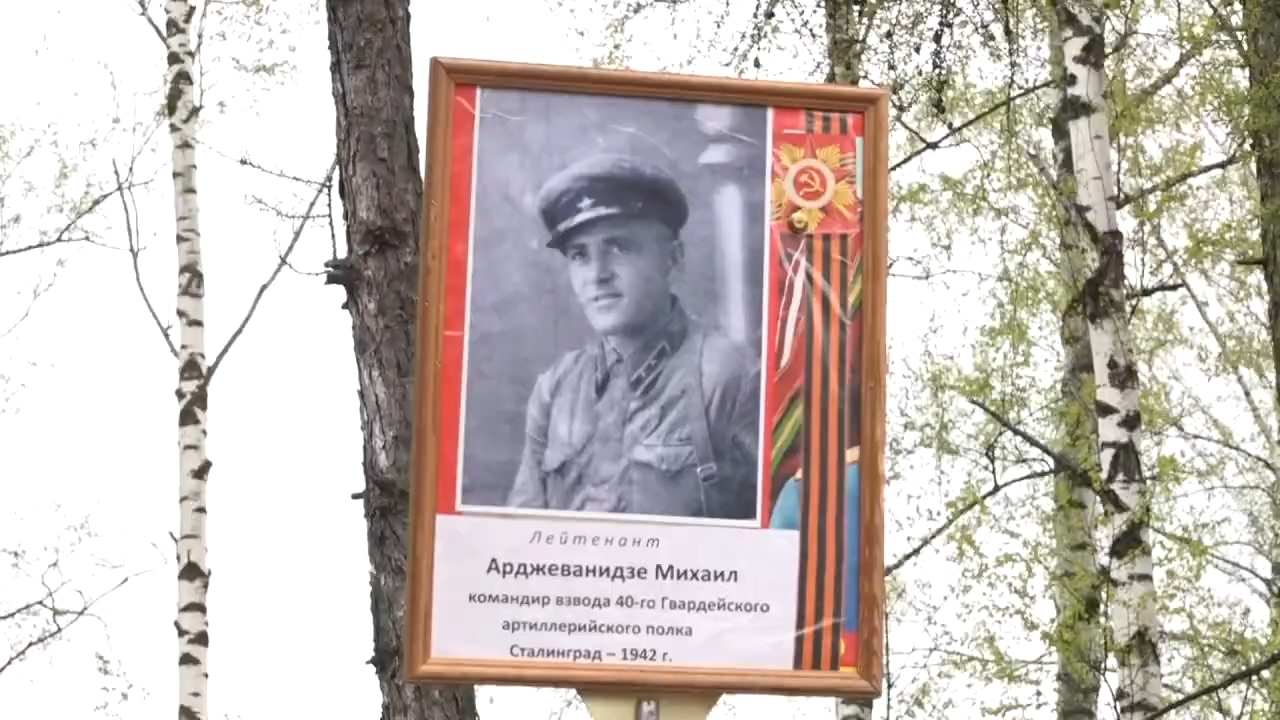 Лейтенант
Арджеванидзе Михаил
командир взвода 40-го Гвардейского
артиллерийского полка
Сталинград – 1942 г.